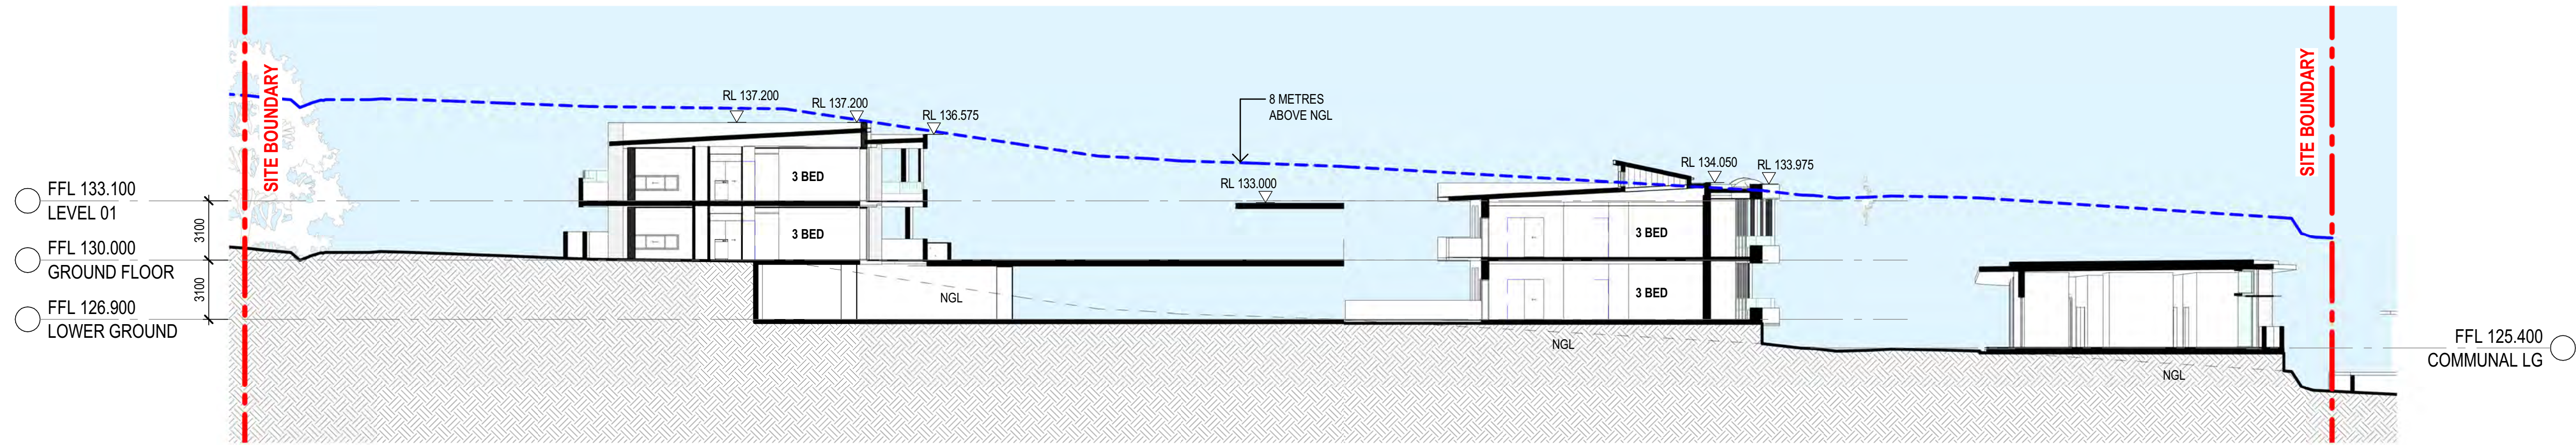 SITE BOUNDARY
RL 137.200
RL 137.200
RL 136.575
8 METRES
ABOVE NGL
RL 133.000
RL 134.050
RL 133.975
SITE BOUNDARY
FFL 133.100
LEVEL 01
3100
FFL 130.000
GROUND FLOOR
3100
FFL 126.900
LOWER GROUND
3 BED
3 BED
NGL
3 BED
3 BED
NGL
NGL
FFL 125.400
COMMUNAL LG